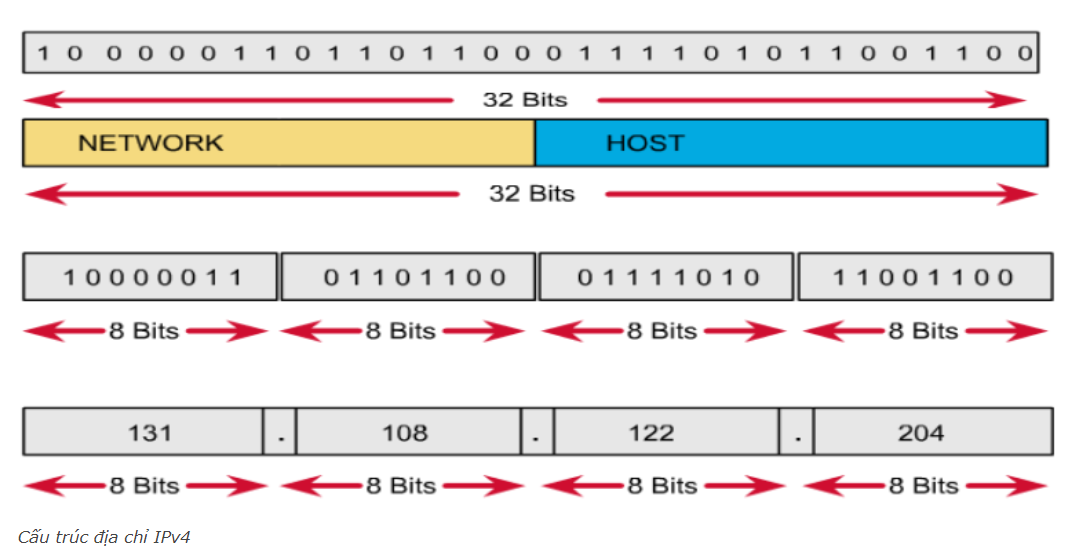 1 0 0 0 0 0 1 1 0 1 1 0 1 1 0 0 0 1 1 1 1 0 1 0 1 1 0 0 1 1 0 0
32 Bits
NETWORK HOST
32 Bits
1 0 0 0 0 0 1 1 0 1 1 0 1 1 0 0 0 1 1 1 1 0 1 0 1 1 0 0 1 1 0 0
8 Bits 8 Bits 8 Bits 8 Bits
131 . 108 . 122 . 204
8 Bits 8 Bits 8 Bits 8 Bits
Cấu trúc địa chỉ IPv4